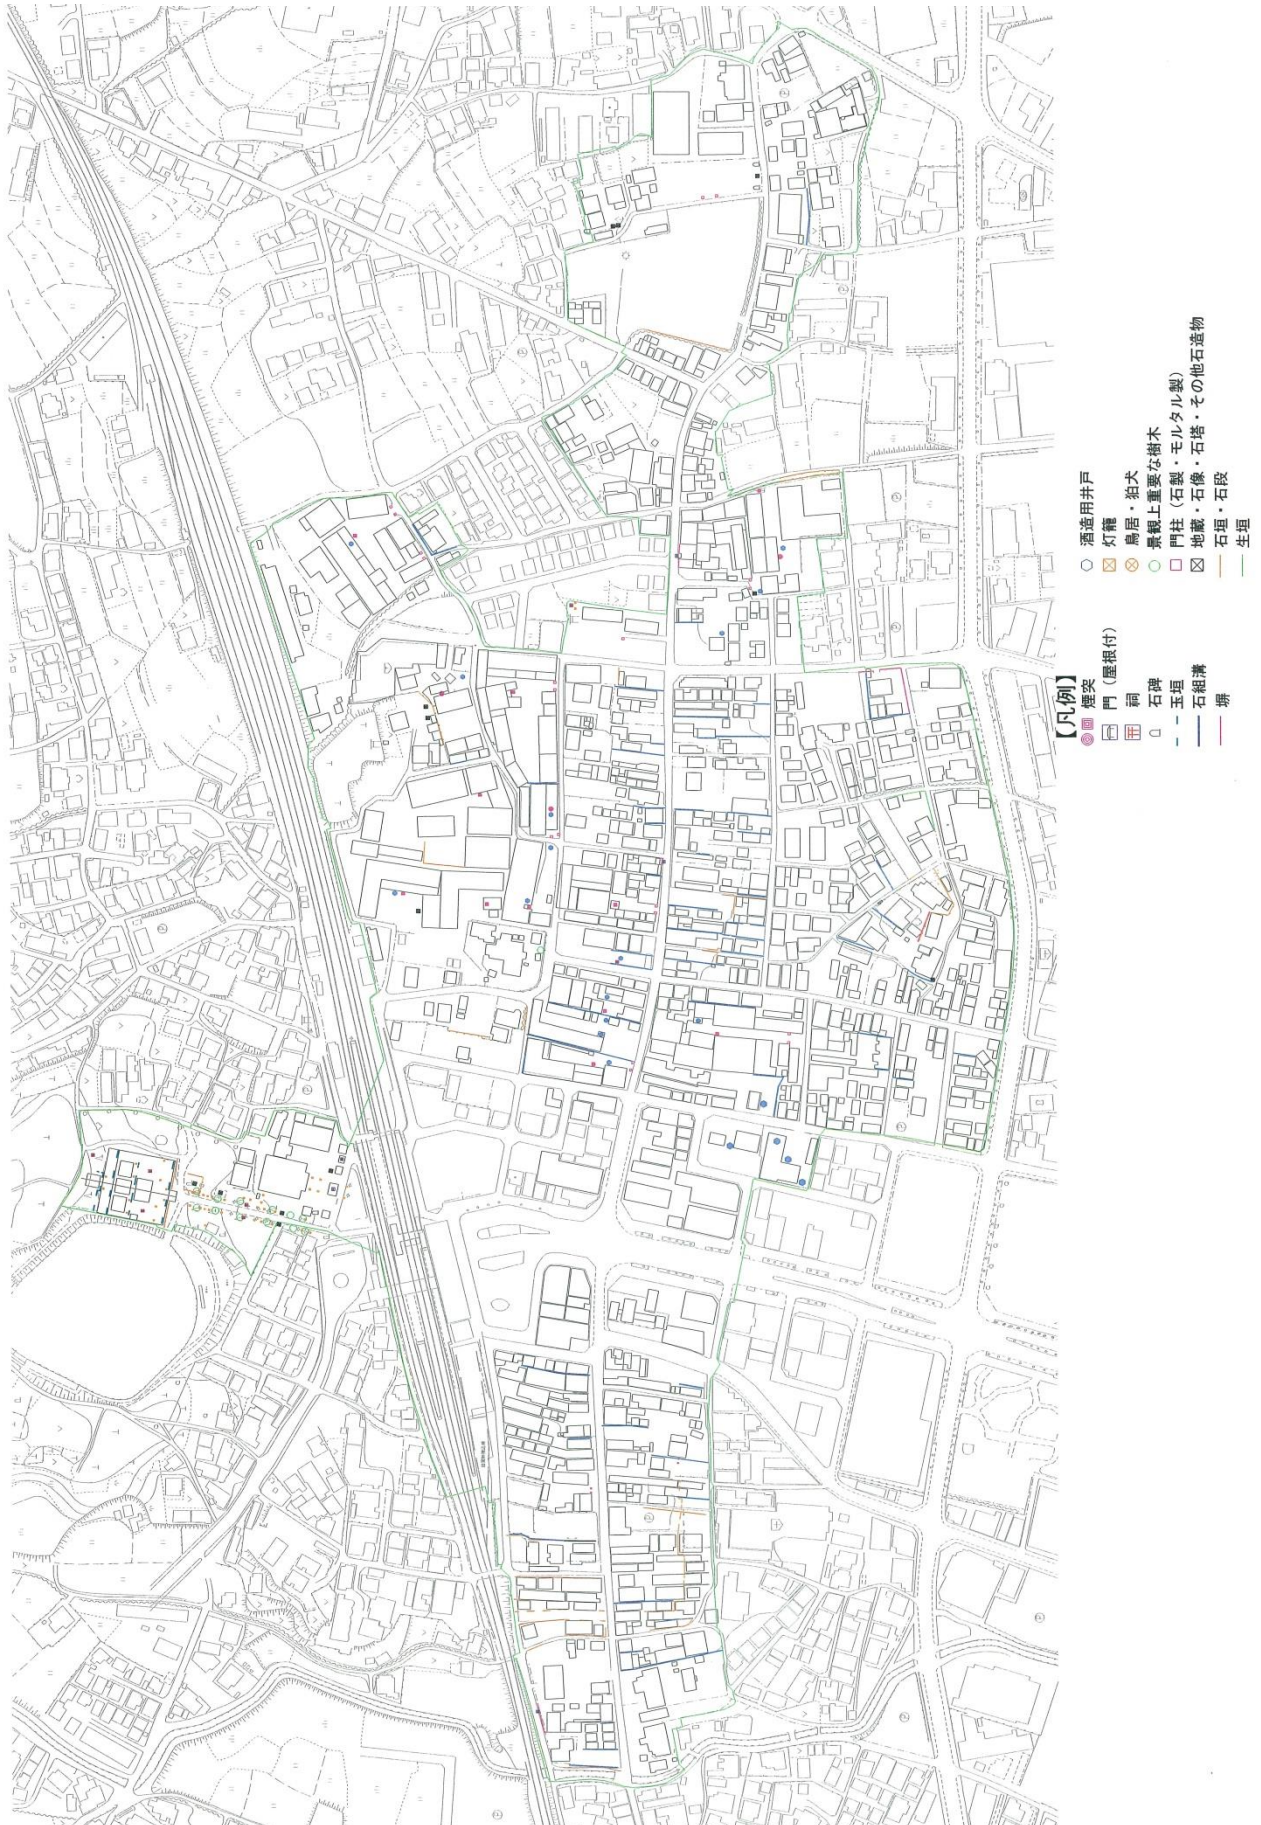 【凡例】
煙突
門（屋根付）
祠
石碑
玉垣
石組溝
塀
酒造用井戸
灯籠
鳥居・狛犬
景観上重要な樹木
門柱（石製・モルタル製）
地蔵・石像・石塔・その他石造物
石垣・石段
生垣